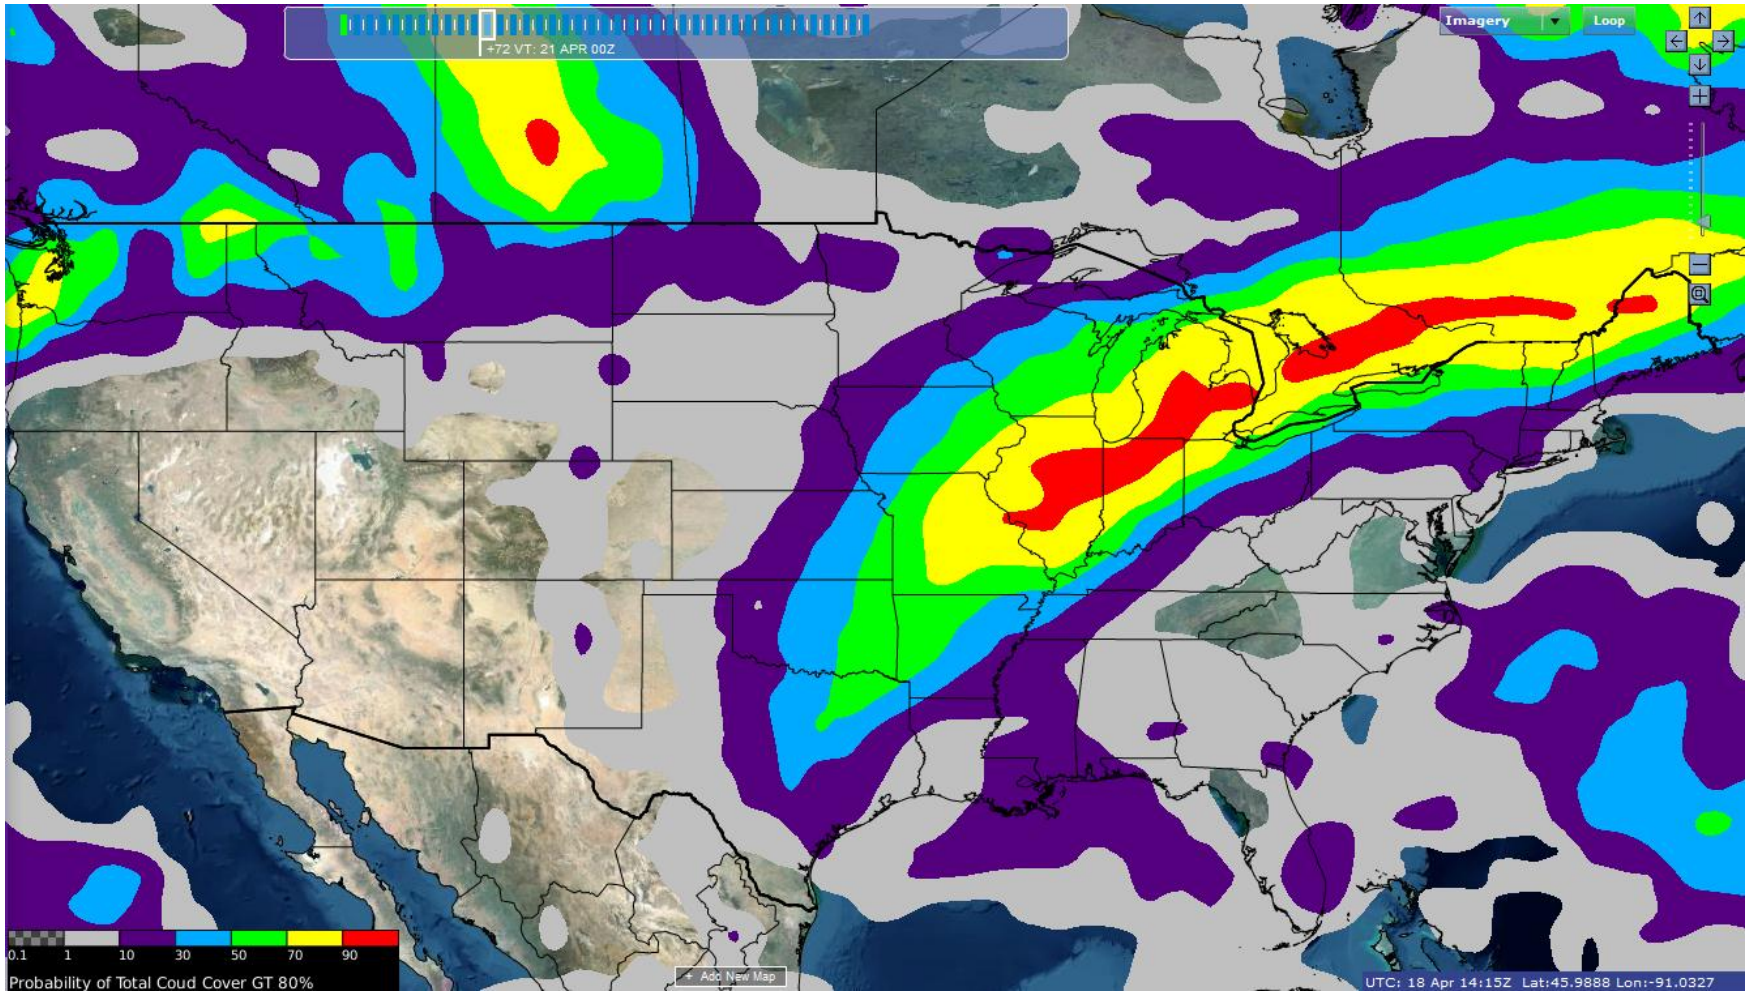 Imagery
Loop
+72 VT: 21 APR 00Z
0.1 1 10 30 50 70 90
Probability of Total Coud Cover GT 80%
+ Add New Map
UTC: 18 Apr 14:15Z Lat:45.9888 Lon:-91.0327